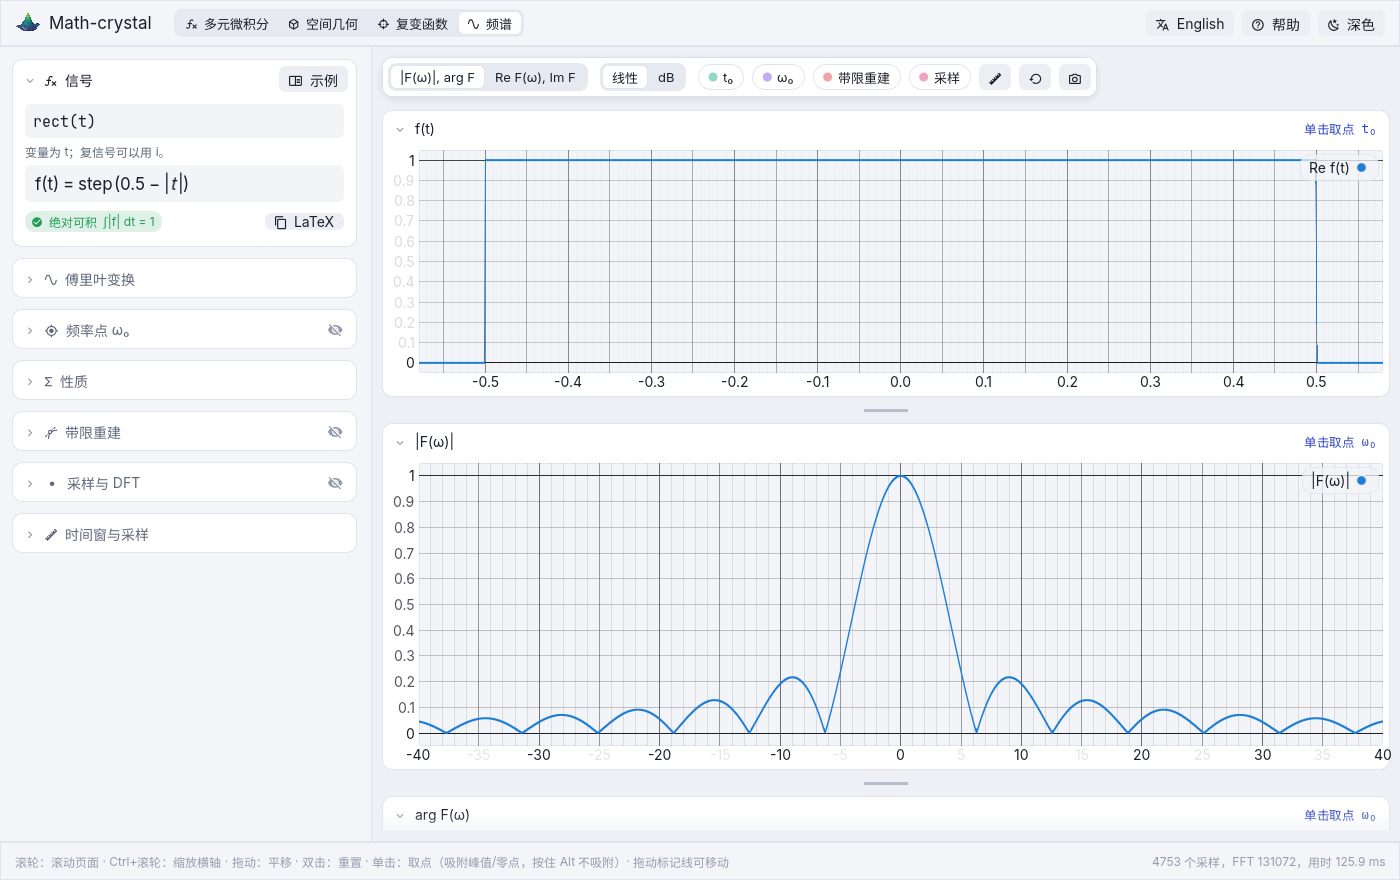 Math-crystal
多元微积分
空间几何
复变函数
频谱
English
帮助
深色
信号
示例
rect(t)
变量为 t；复信号可以用 i。
f(t) = step(0.5 − |t|)
绝对可积 ∫|f| dt = 1
LaTeX
傅里叶变换
频率点 ω₀
Σ 性质
带限重建
采样与 DFT
时间窗与采样
|F(ω)|, arg F
Re F(ω), Im F
线性
dB
t₀
ω₀
带限重建
采样
f(t)
单击取点 t₀
Re f(t)
1
0.9
0.8
0.7
0.6
0.5
0.4
0.3
0.2
0.1
0
-0.5 -0.4 -0.3 -0.2 -0.1 0.0 0.1 0.2 0.3 0.4 0.5
|F(ω)|
单击取点 ω₀
|F(ω)|
1
0.9
0.8
0.7
0.6
0.5
0.4
0.3
0.2
0.1
0
-40 -35 -30 -25 -20 -15 -10 -5 0 5 10 15 20 25 30 35 40
arg F(ω)
单击取点 ω₀
滚轮：滚动页面 · Ctrl+滚轮：缩放横轴 · 拖动：平移 · 双击：重置 · 单击：取点（吸附峰值/零点，按住 Alt 不吸附）· 拖动标记线可移动
4753 个采样，FFT 131072，用时 125.9 ms